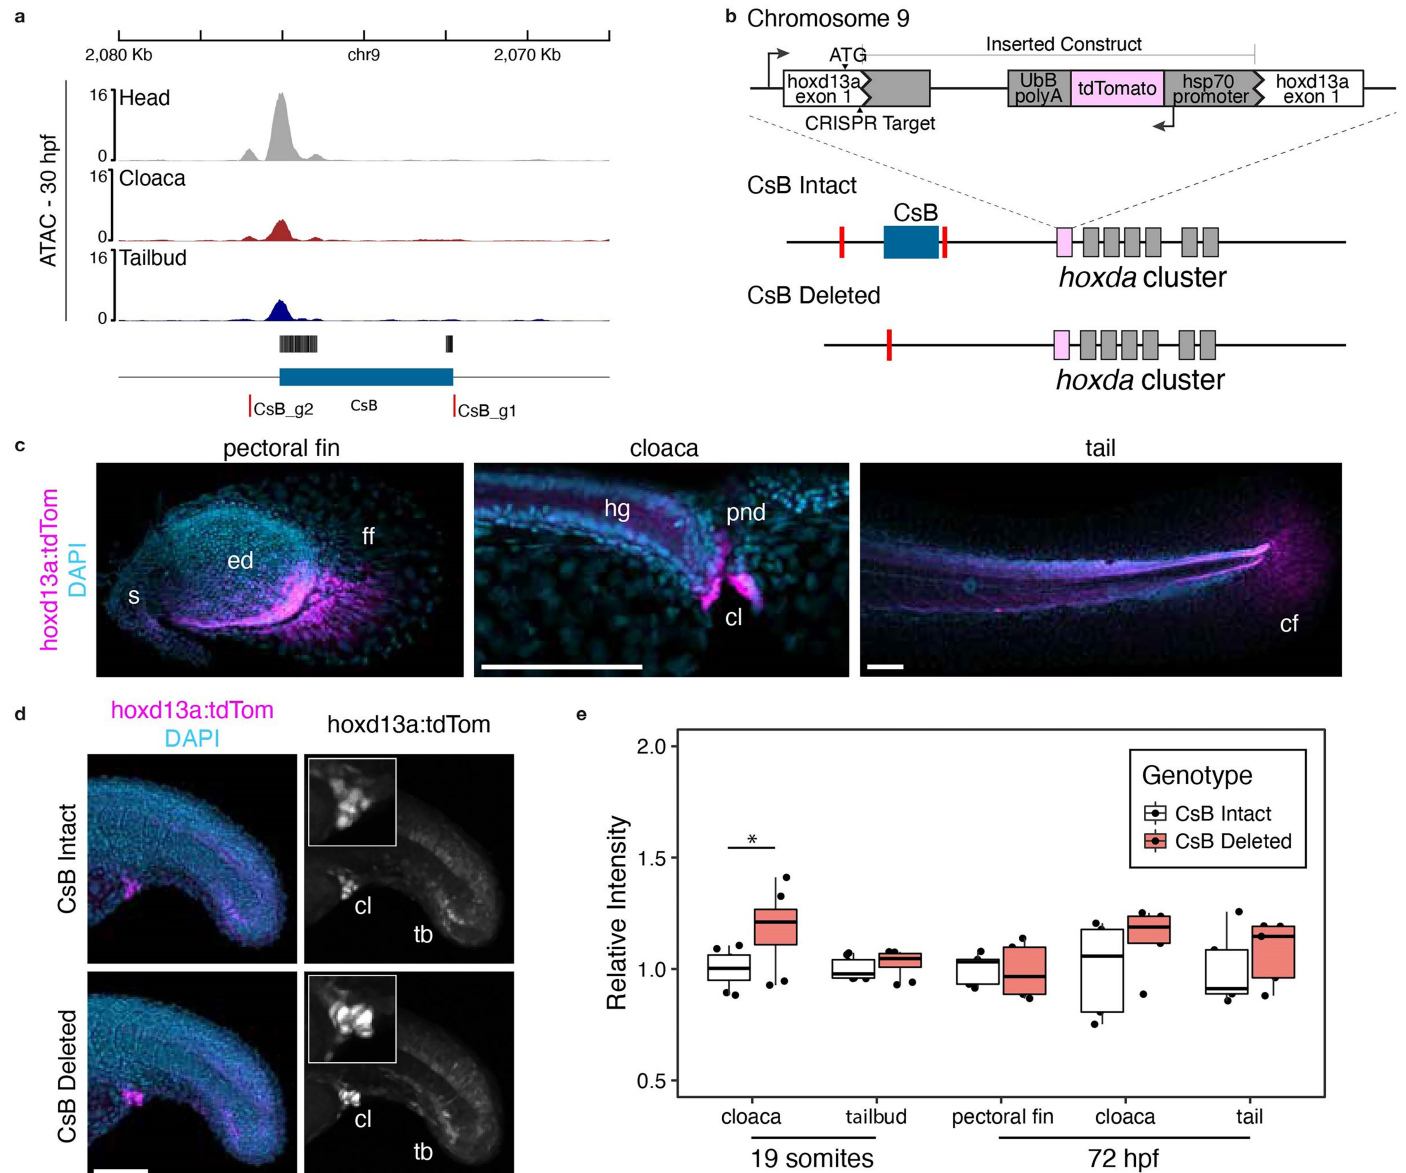 a
2,080 Kb
chr9
2,070 Kb
ATAC - 30 hpf
16
Head
0
16
Cloaca
0
16
Tailbud
0
CsB_g2
CsB
CsB_g1
b
Chromosome 9
Inserted Construct
ATG
hoxd13a
exon 1
UbB
polyA
tdTomato
hsp70
promoter
hoxd13a
exon 1
CRISPR Target
CsB Intact
CsB
hoxda cluster
CsB Deleted
hoxda cluster
c
pectoral fin
cloaca
tail
hoxd13a:tdTom
DAPI
s
ed
ff
hg
pnd
cl
cf
d
hoxd13a:tdTom
DAPI
hoxd13a:tdTom
CsB Intact
cl
tb
CsB Deleted
cl
tb
e
Relative Intensity
2.0
1.5
1.0
0.5
*
Genotype
CsB Intact
CsB Deleted
cloaca
tailbud
pectoral fin
cloaca
tail
19 somites
72 hpf